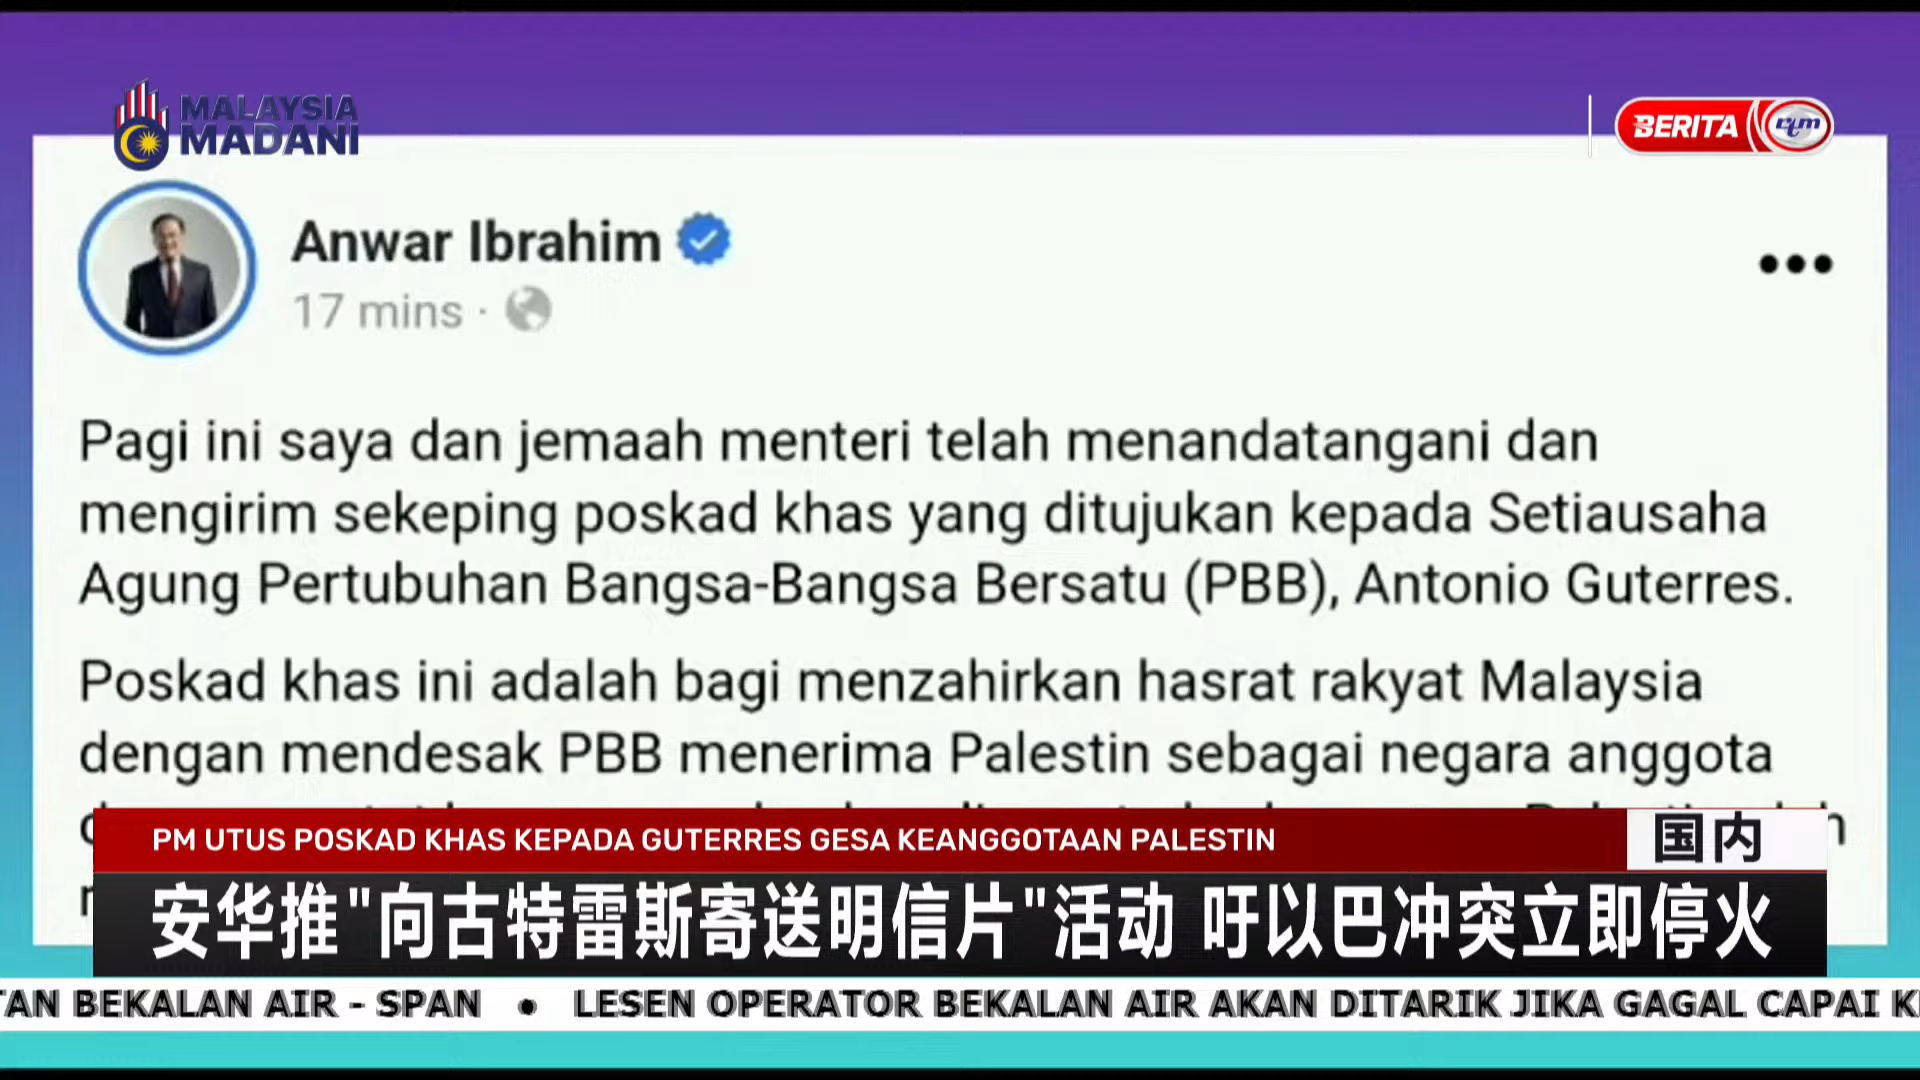 MALAYSIA
MADANI
BERITA rtm
Anwar Ibrahim
17 mins ·
Pagi ini saya dan jemaah menteri telah menandatangani dan
mengirim sekeping poskad khas yang ditujukan kepada Setiausaha
Agung Pertubuhan Bangsa-Bangsa Bersatu (PBB), Antonio Guterres.
Poskad khas ini adalah bagi menzahirkan hasrat rakyat Malaysia
dengan mendesak PBB menerima Palestin sebagai negara anggota
PM UTUS POSKAD KHAS KEPADA GUTERRES GESA KEANGGOTAAN PALESTIN
国内
安华推"向古特雷斯寄送明信片"活动 吁以巴冲突立即停火
TAN BEKALAN AIR - SPAN • LESEN OPERATOR BEKALAN AIR AKAN DITARIK JIKA GAGAL CAPAI K